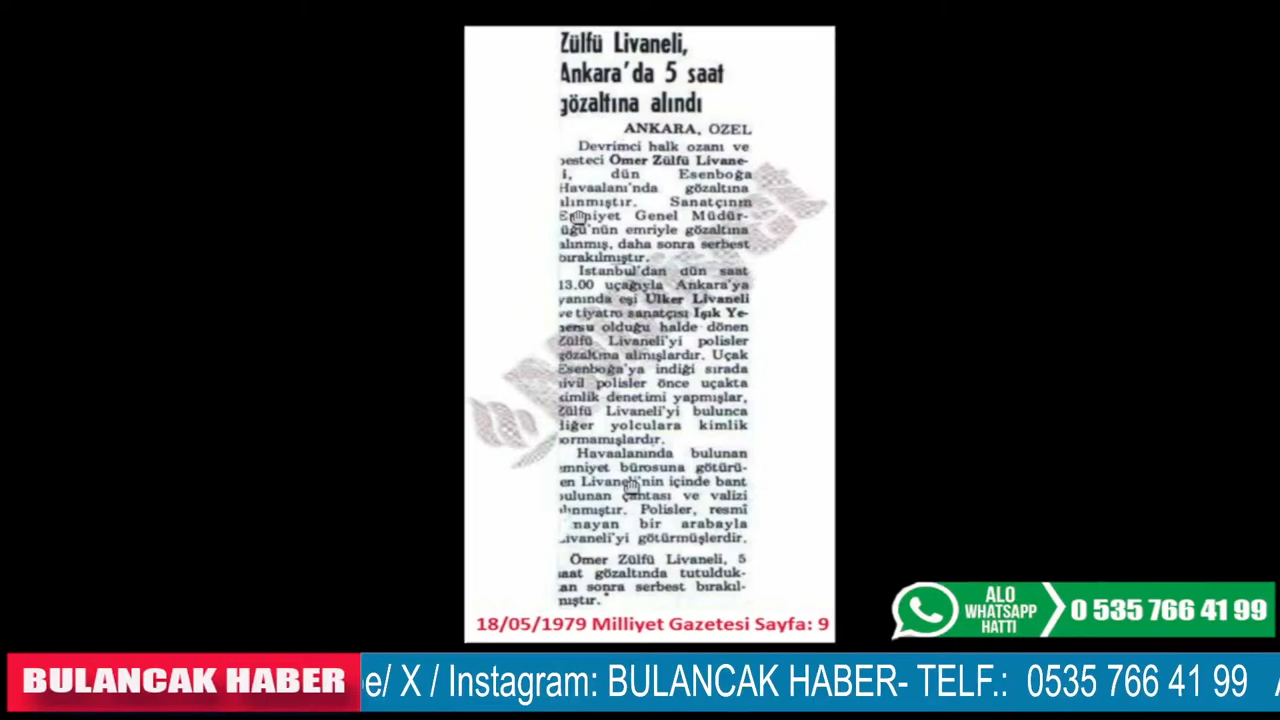 Zülfü Livaneli,
Ankara'da 5 saat
gözaltına alındı
ANKARA, ÖZEL
Devrimci halk ozanı ve
besteci Ömer Zülfü Livane-
i, dün Esenboğa
Havaalanı'nda gözaltına
alınmıştır. Sanatçının
Emniyet Genel Müdür-
üğü'nün emriyle gözaltına
alınmış, daha sonra serbest
bırakılmıştır.
İstanbul'dan dün saat
13.00 uçağıyla Ankara'ya
yanında eşi Ülker Livaneli
ve tiyatro sanatçısı Işık Ye-
nersu olduğu halde dönen
Zülfü Livaneli'yi polisler
gözaltına almışlardır. Uçak
Esenboğa'ya indiği sırada
sivil polisler önce uçakta
kimlik denetimi yapmışlar,
Zülfü Livaneli'yi bulunca
diğer yolculara kimlik
sormamışlardır.
Havaalanında bulunan
emniyet bürosuna götürü-
en Livaneli'nin içinde bant
bulunan çantası ve valizi
alınmıştır. Polisler, resmî
mayan bir arabayla
Livaneli'yi götürmüşlerdir.
Ömer Zülfü Livaneli, 5
saat gözaltında tutulduk-
tan sonra serbest bırakıl-
mıştır.
18/05/1979 Milliyet Gazetesi Sayfa: 9
ALO
WHATSAPP
HATTI
0 535 766 41 99
BULANCAK HABER
e/ X / Instagram: BULANCAK HABER- TELF.: 0535 766 41 99